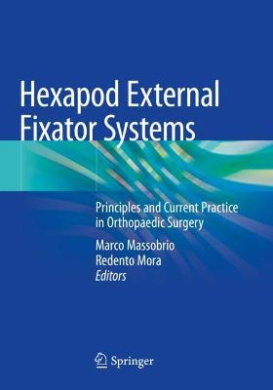 Hexapod External
Fixator Systems
Principles and Current Practice
in Orthopaedic Surgery
Marco Massobrio
Redento Mora
Editors
Springer